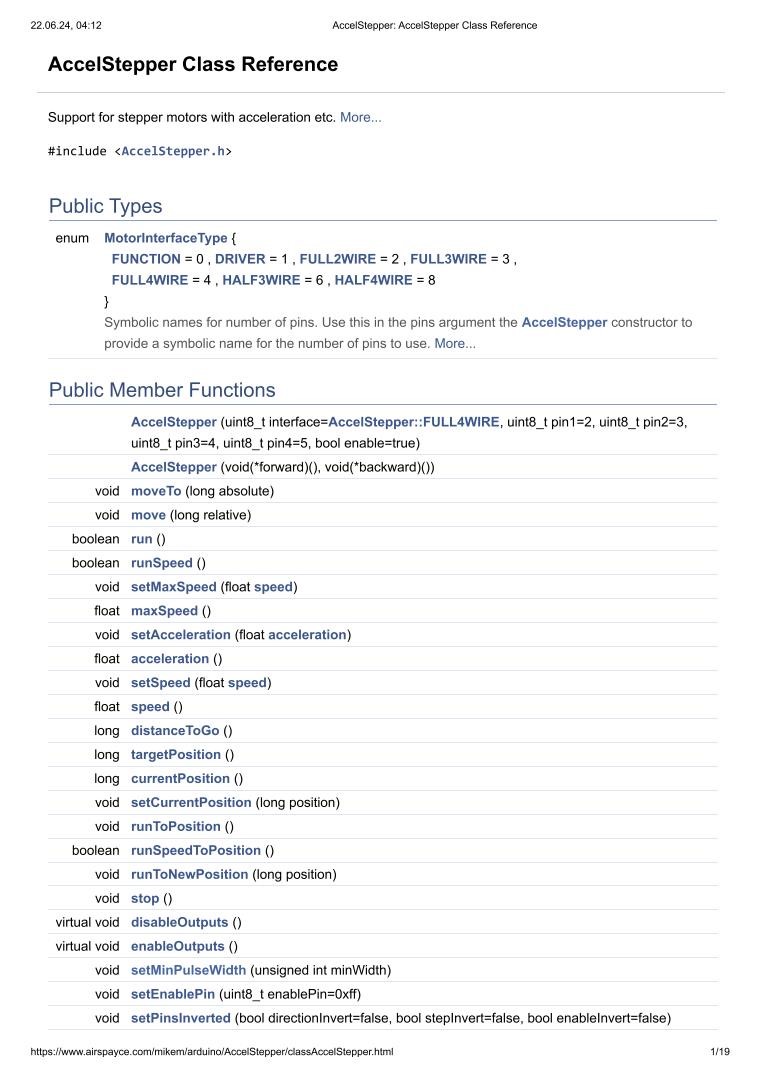 22.06.24, 04:12 AccelStepper: AccelStepper Class Reference
AccelStepper Class Reference
Support for stepper motors with acceleration etc. More...
#include <AccelStepper.h>
Public Types
enum MotorInterfaceType {
FUNCTION = 0 , DRIVER = 1 , FULL2WIRE = 2 , FULL3WIRE = 3 ,
FULL4WIRE = 4 , HALF3WIRE = 6 , HALF4WIRE = 8
}
Symbolic names for number of pins. Use this in the pins argument the AccelStepper constructor to
provide a symbolic name for the number of pins to use. More...
Public Member Functions
AccelStepper (uint8_t interface=AccelStepper::FULL4WIRE, uint8_t pin1=2, uint8_t pin2=3,
uint8_t pin3=4, uint8_t pin4=5, bool enable=true)
AccelStepper (void(*forward)(), void(*backward)())
void moveTo (long absolute)
void move (long relative)
boolean run ()
boolean runSpeed ()
void setMaxSpeed (float speed)
float maxSpeed ()
void setAcceleration (float acceleration)
float acceleration ()
void setSpeed (float speed)
float speed ()
long distanceToGo ()
long targetPosition ()
long currentPosition ()
void setCurrentPosition (long position)
void runToPosition ()
boolean runSpeedToPosition ()
void runToNewPosition (long position)
void stop ()
virtual void disableOutputs ()
virtual void enableOutputs ()
void setMinPulseWidth (unsigned int minWidth)
void setEnablePin (uint8_t enablePin=0xff)
void setPinsInverted (bool directionInvert=false, bool stepInvert=false, bool enableInvert=false)
https://www.airspayce.com/mikem/arduino/AccelStepper/classAccelStepper.html 1/19